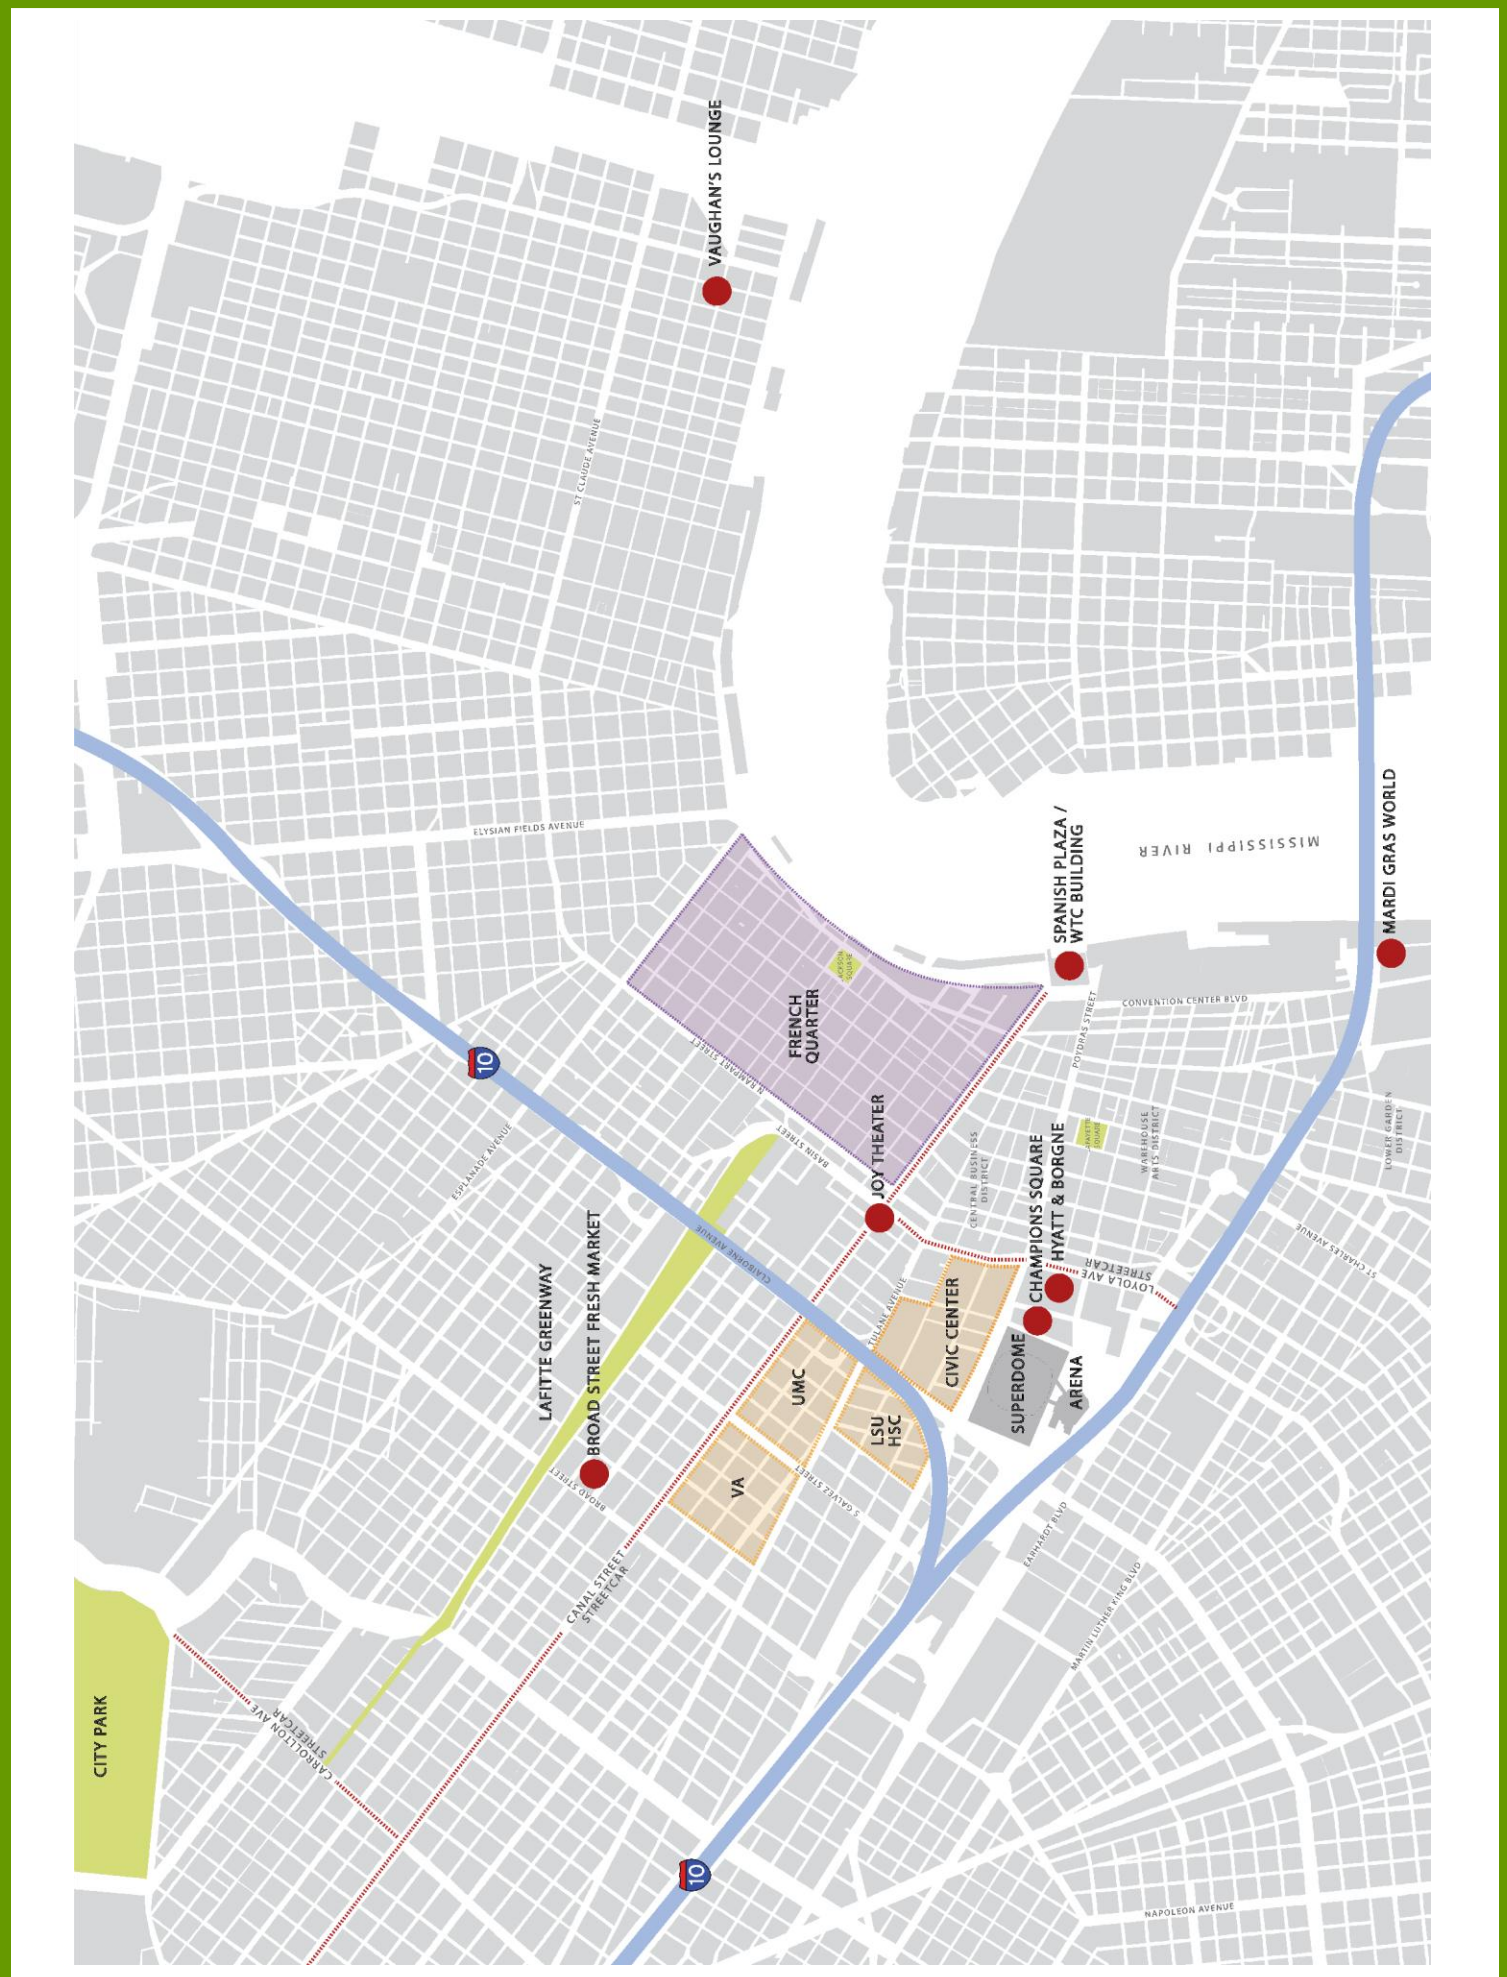 VAUGHAN'S LOUNGE
ST CLAUDE AVENUE
ELYSIAN FIELDS AVENUE
MISSISSIPPI RIVER
SPANISH PLAZA /
WTC BUILDING
MARDI GRAS WORLD
JACKSON
SQUARE
FRENCH
QUARTER
CONVENTION CENTER BLVD
POYDRAS STREET
N RAMPART STREET
10
ESPLANADE AVENUE
BASIN STREET
JOY THEATER
CENTRAL BUSINESS
DISTRICT
LAFAYETTE
SQUARE
WAREHOUSE
ARTS DISTRICT
LOWER GARDEN
DISTRICT
CHAMPIONS SQUARE
HYATT & BORGNE
LOYOLA AVE
STREETCAR
ST CHARLES AVENUE
CLAIBORNE AVENUE
LAFITTE GREENWAY
BROAD STREET FRESH MARKET
BROAD STREET
TULANE AVENUE
CIVIC CENTER
SUPERDOME
ARENA
UMC
LSU
HSC
VA
S GALVEZ STREET
EARHARDT BLVD
MARTIN LUTHER KING BLVD
CANAL STREET
STREETCAR
CARROLLTON AVE
STREETCAR
CITY PARK
10
NAPOLEON AVENUE